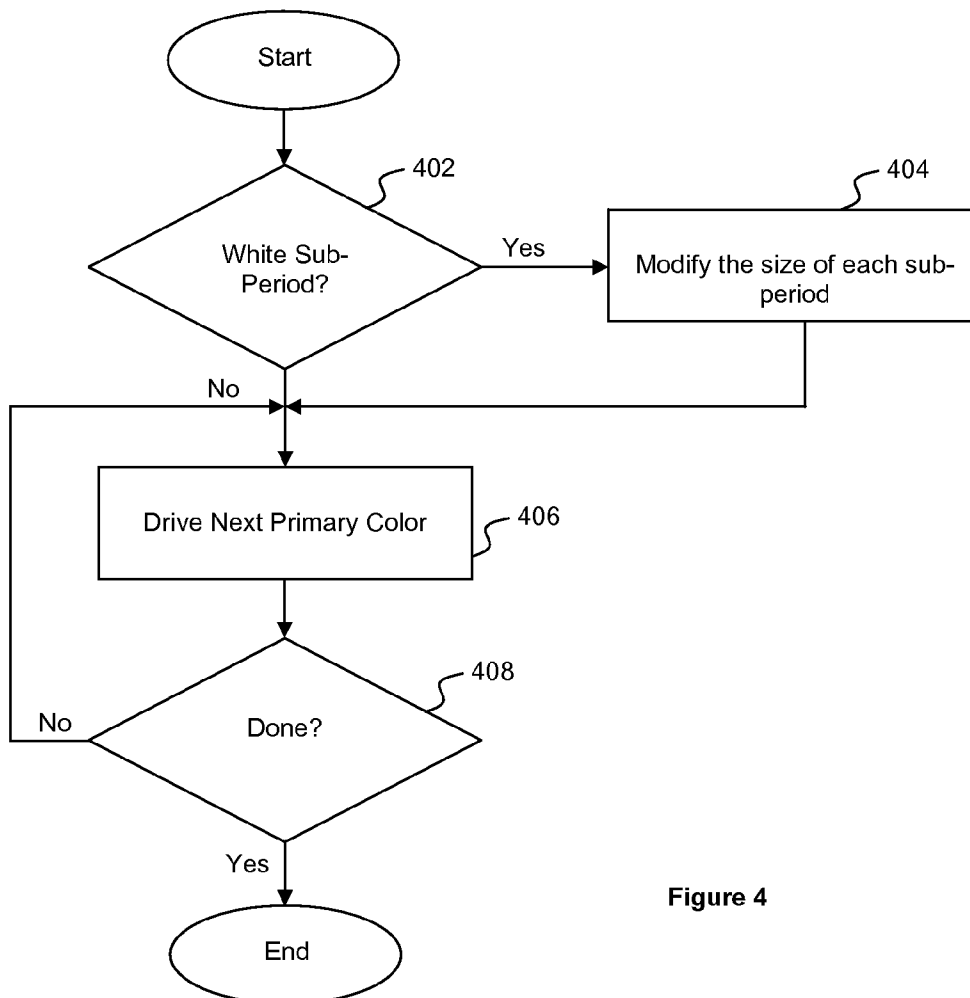 Start
402
White Sub-
Period?
Yes
404
Modify the size of each sub-
period
No
Drive Next Primary Color
406
408
Done?
No
Yes
End
Figure 4